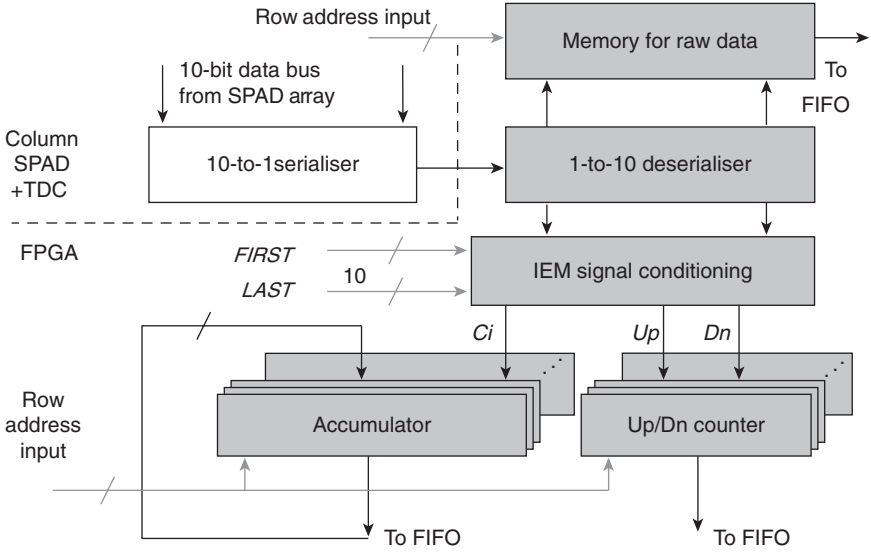 Row address input
Memory for raw data
To
FIFO
10-bit data bus
from SPAD array
Column
SPAD
+TDC
10-to-1serialiser
1-to-10 deserialiser
FPGA
FIRST
10
LAST
IEM signal conditioning
Ci
Up
Dn
Row
address
input
Accumulator
Up/Dn counter
To FIFO
To FIFO